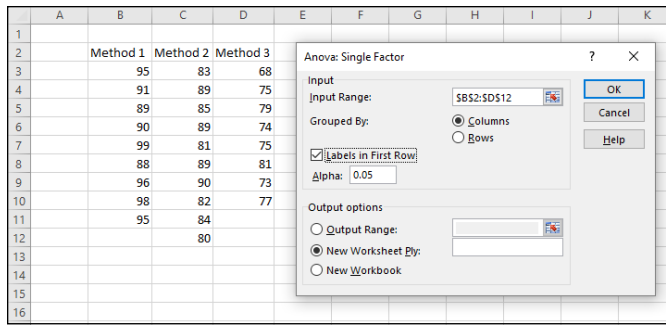 A B C D E F G H I J K
1
2 Method 1 Method 2 Method 3
3 95 83 68
4 91 89 75
5 89 85 79
6 90 89 74
7 99 81 75
8 88 89 81
9 96 90 73
10 98 82 77
11 95 84
12 80
13
14
15
16
Anova: Single Factor ? ×
Input
Input Range: $B$2:$D$12
Grouped By: Columns
Rows
Labels in First Row
Alpha: 0.05
Output options
Output Range:
New Worksheet Ply:
New Workbook
OK
Cancel
Help